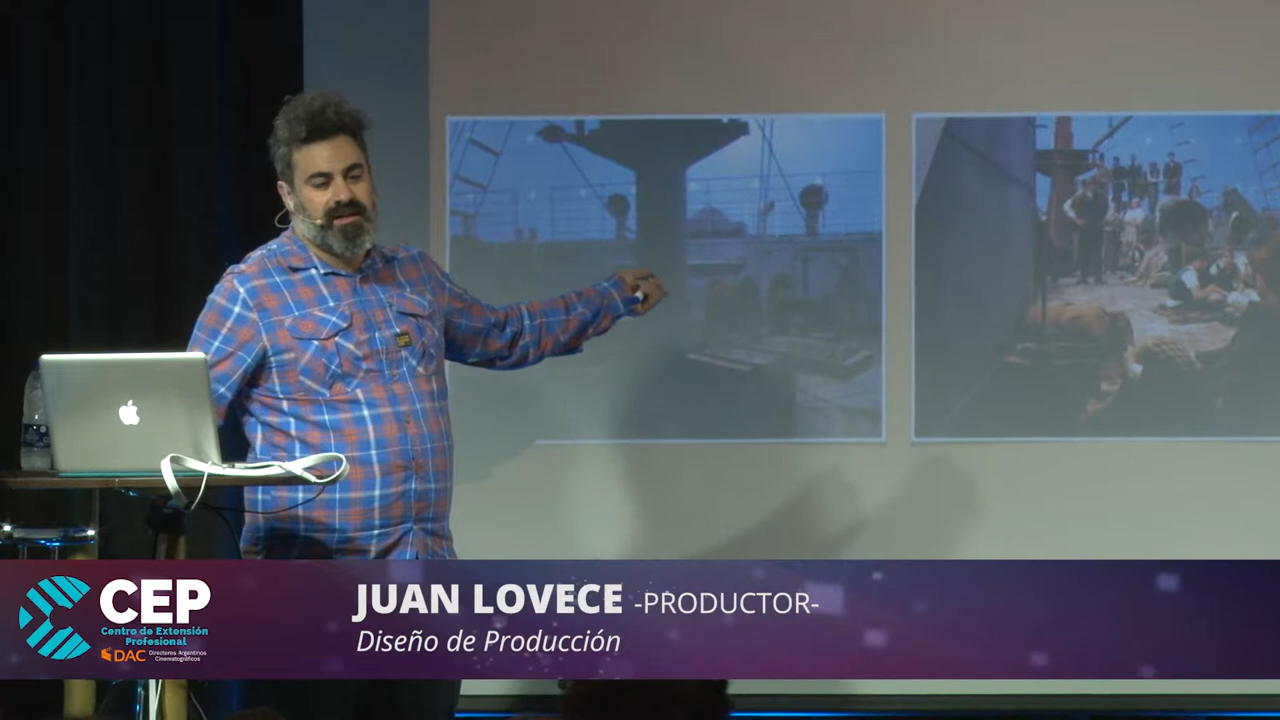 CEP
Centro de Extensión
Profesional
DAC Directores Argentinos
Cinematográficos
JUAN LOVECE -PRODUCTOR-
Diseño de Producción